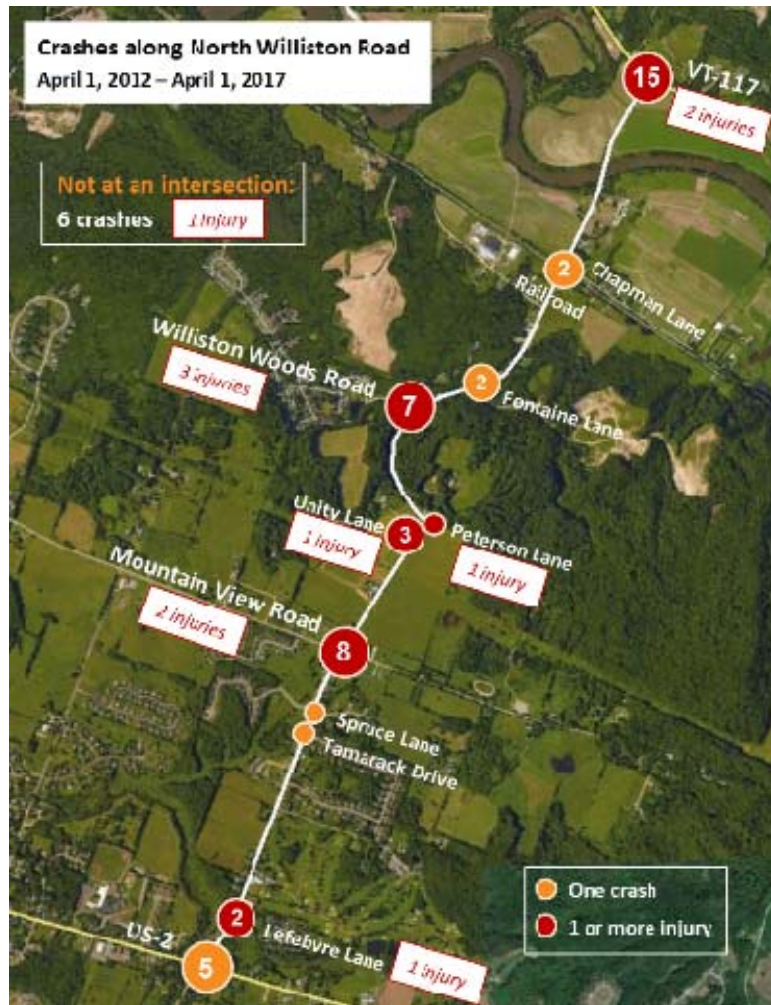 Crashes along North Williston Road
April 1, 2012 – April 1, 2017
15
VT-117
2 injuries
Not at an intersection:
6 crashes
1 injury
2
Chapman Lane
Railroad
Williston Woods Road
3 injuries
2
7
Fontaine Lane
Unity Lane
3
1 injury
Peterson Lane
1 injury
Mountain View Road
2 injuries
8
Spruce Lane
Tamarack Drive
One crash
1 or more injury
2
US-2
Lefebvre Lane
1 injury
5